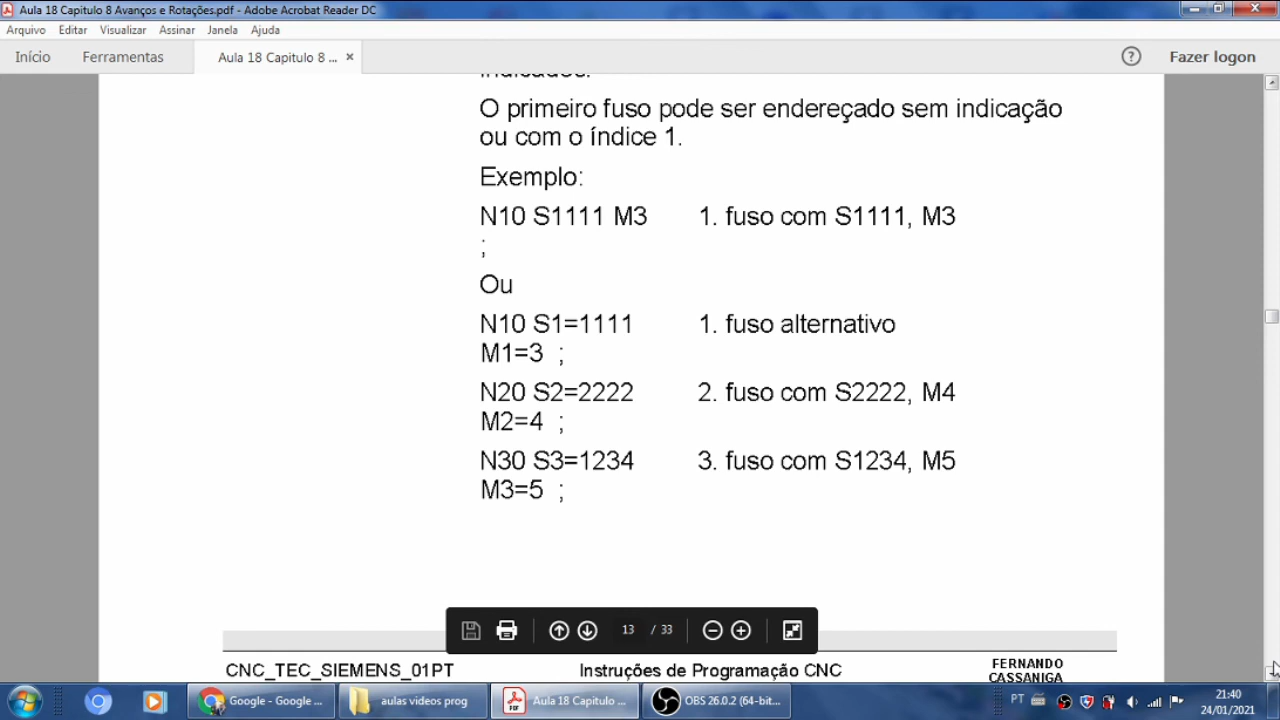 Aula 18 Capitulo 8 Avanços e Rotações.pdf - Adobe Acrobat Reader DC
Arquivo Editar Visualizar Assinar Janela Ajuda
Início Ferramentas Aula 18 Capitulo 8 ... × ? Fazer logon
indicados.
O primeiro fuso pode ser endereçado sem indicação
ou com o índice 1.
Exemplo:
N10 S1111 M3 1. fuso com S1111, M3
;
Ou
N10 S1=1111 1. fuso alternativo
M1=3 ;
N20 S2=2222 2. fuso com S2222, M4
M2=4 ;
N30 S3=1234 3. fuso com S1234, M5
M3=5 ;
13 / 33
CNC_TEC_SIEMENS_01PT Instruções de Programação CNC FERNANDO
CASSANIGA
Google - Google ... aulas videos prog Aula 18 Capitulo ... OBS 26.0.2 (64-bit... PT 21:40
24/01/2021